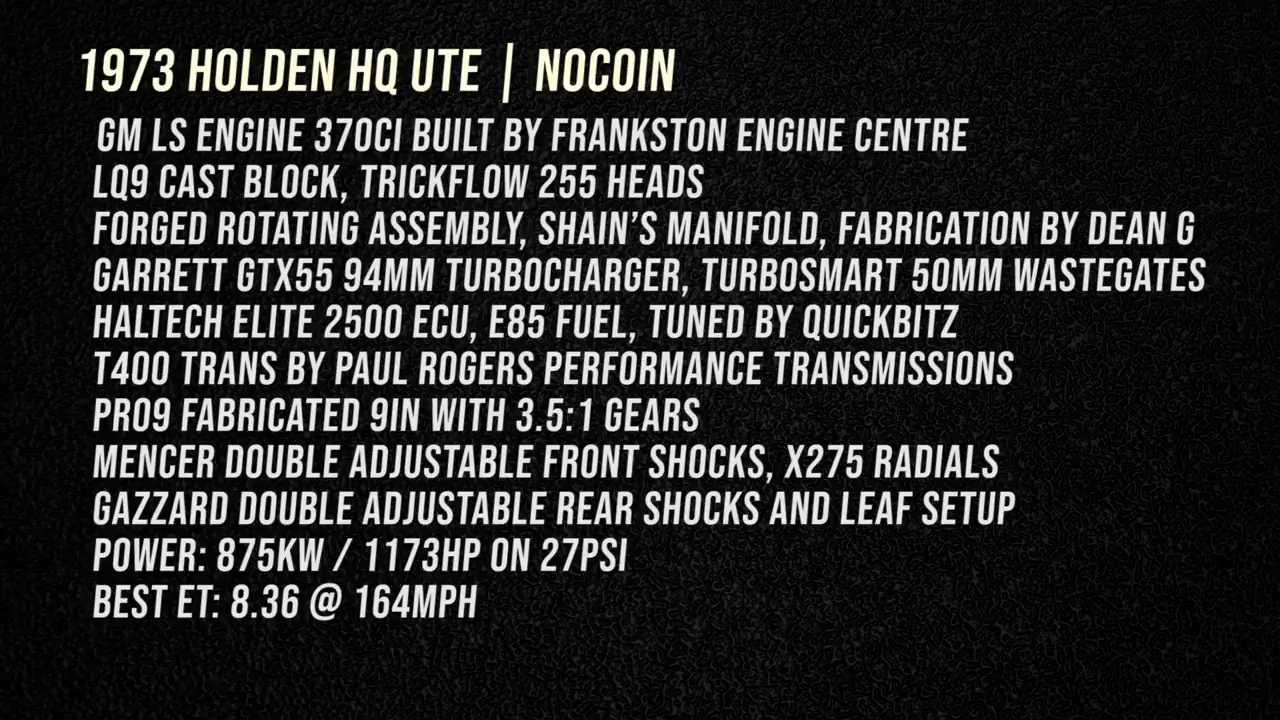 1973 HOLDEN HQ UTE | NOCOIN
GM LS ENGINE 370CI BUILT BY FRANKSTON ENGINE CENTRE
LQ9 CAST BLOCK, TRICKFLOW 255 HEADS
FORGED ROTATING ASSEMBLY, SHAIN'S MANIFOLD, FABRICATION BY DEAN G
GARRETT GTX55 94MM TURBOCHARGER, TURBOSMART 50MM WASTEGATES
HALTECH ELITE 2500 ECU, E85 FUEL, TUNED BY QUICKBITZ
T400 TRANS BY PAUL ROGERS PERFORMANCE TRANSMISSIONS
PRO9 FABRICATED 9IN WITH 3.5:1 GEARS
MENCER DOUBLE ADJUSTABLE FRONT SHOCKS, X275 RADIALS
GAZZARD DOUBLE ADJUSTABLE REAR SHOCKS AND LEAF SETUP
POWER: 875KW / 1173HP ON 27PSI
BEST ET: 8.36 @ 164MPH